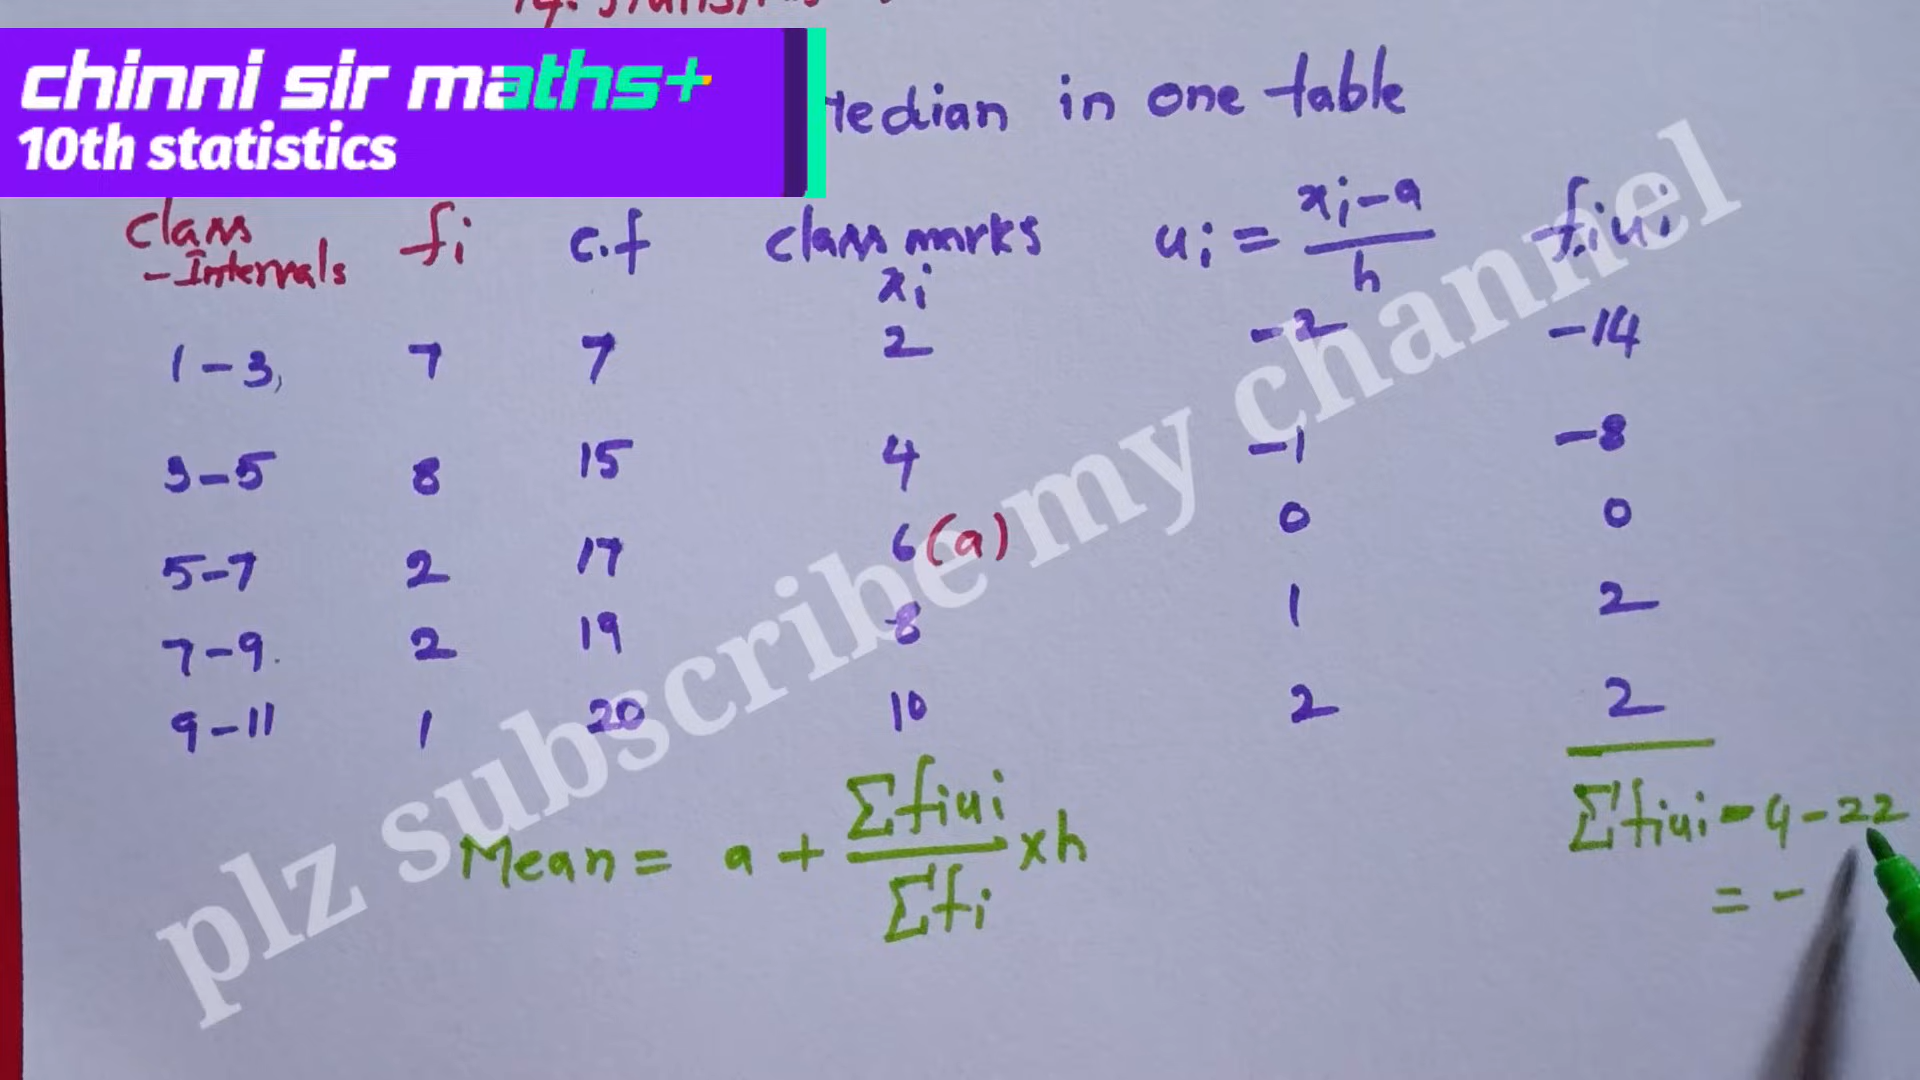 chinni sir maths+
10th statistics
Median in one table
class - Intervals fi c.f class marks xi ui = xi-a / h fiui
1-3, 7 7 2 -2 -14
3-5 8 15 4 -1 -8
5-7 2 17 6(a) 0 0
7-9. 2 19 8 1 2
9-11 1 20 10 2 2
Σfiui = 4-22
= -
Mean = a + Σfiui / Σfi xh
plz subscribe my channel